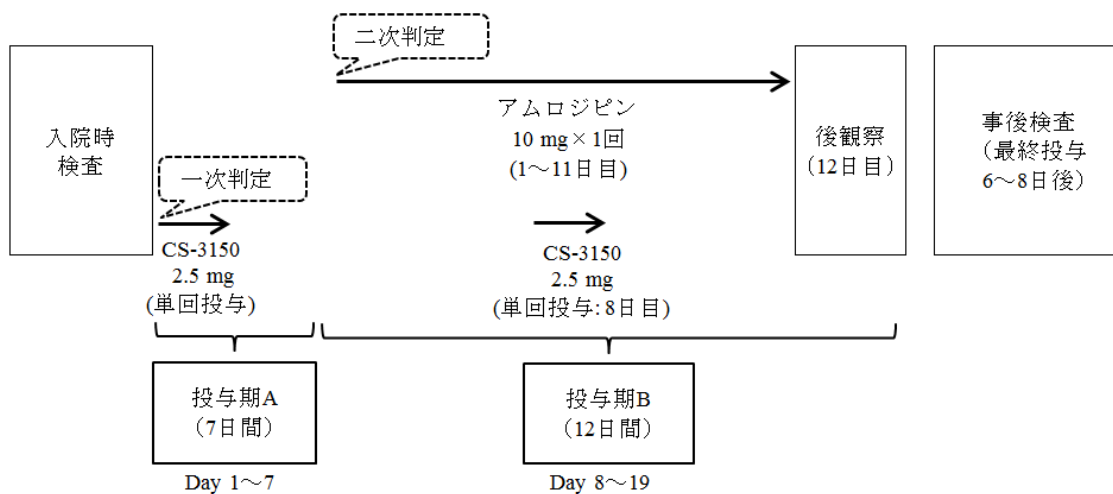 二次判定
入院時
検査
一次判定
CS-3150
2.5 mg
(単回投与)
アムロジピン
10 mg×1回
(1～11日目)
CS-3150
2.5 mg
(単回投与: 8日目)
後観察
(12日目)
事後検査
（最終投与
6～8日後）
投与期A
（7日間）
Day 1～7
投与期B
（12日間）
Day 8～19